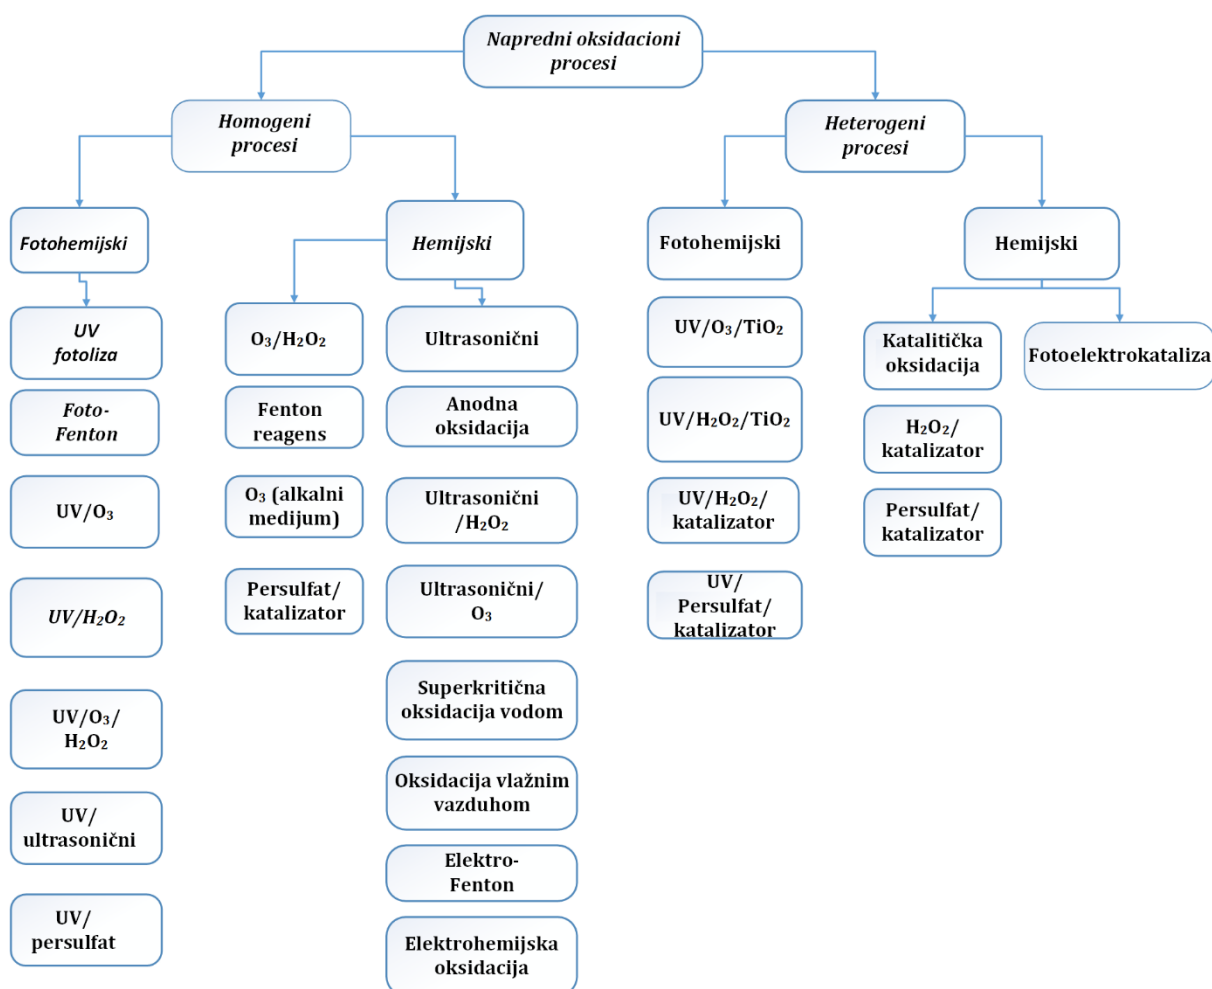 Napredni oksidacioni
procesi
Homogeni
procesi
Heterogeni
procesi
Fotohemijski
Hemijski
Fotohemijski
Hemijski
UV
fotoliza
Foto-
Fenton
UV/O₃
UV/H₂O₂
UV/O₃/
H₂O₂
UV/
ultrasonični
UV/
persulfat
O₃/H₂O₂
Fenton
reagens
O₃ (alkalni
medijum)
Persulfat/
katalizator
Ultrasonični
Anodna
oksidacija
Ultrasonični
/H₂O₂
Ultrasonični/
O₃
Superkritična
oksidacija vodom
Oksidacija vlažnim
vazduhom
Elektro-
Fenton
Elektrohemijska
oksidacija
UV/O₃/TiO₂
UV/H₂O₂/TiO₂
UV/H₂O₂/
katalizator
UV/
Persulfat/
katalizator
Katalitička
oksidacija
H₂O₂/
katalizator
Persulfat/
katalizator
Fotoelektrokataliza